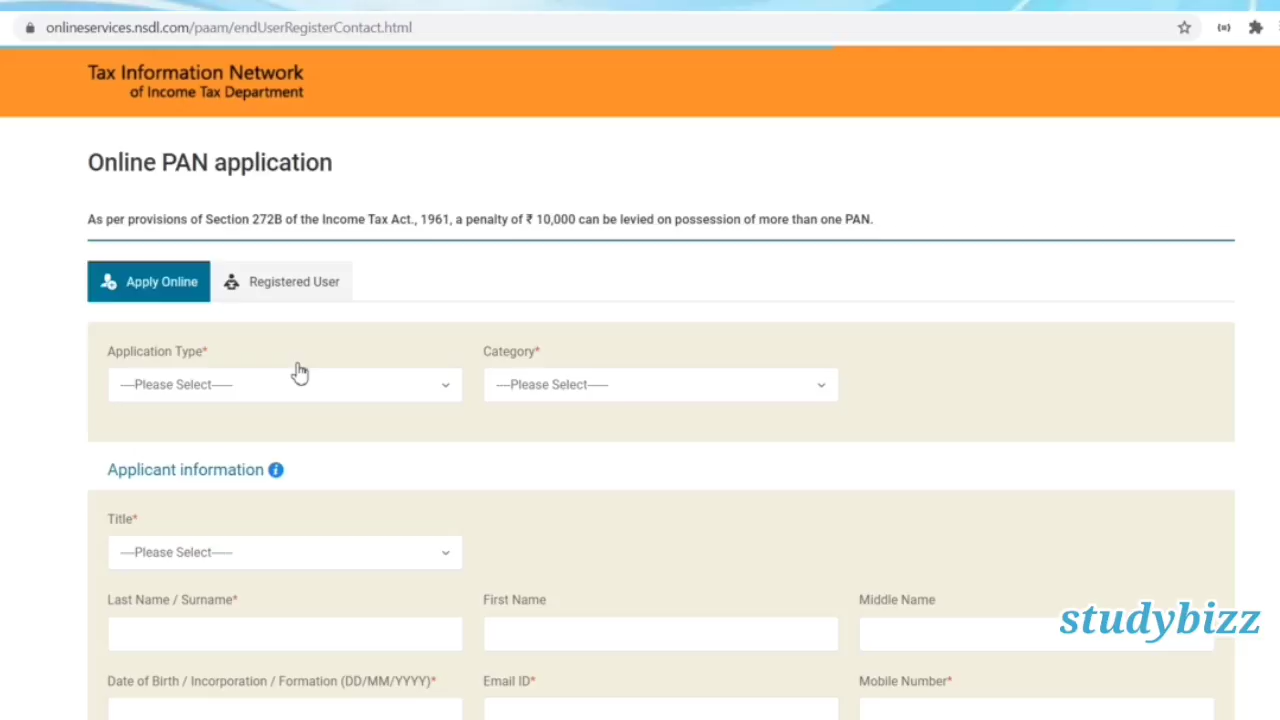 onlineservices.nsdl.com/paam/endUserRegisterContact.html
Tax Information Network
of Income Tax Department
Online PAN application
As per provisions of Section 272B of the Income Tax Act., 1961, a penalty of ₹ 10,000 can be levied on possession of more than one PAN.
Apply Online Registered User
Application Type* Category*
---Please Select------ ---Please Select------
Applicant information
Title*
---Please Select------
Last Name / Surname* First Name Middle Name
studybizz
Date of Birth / Incorporation / Formation (DD/MM/YYYY)* Email ID* Mobile Number*